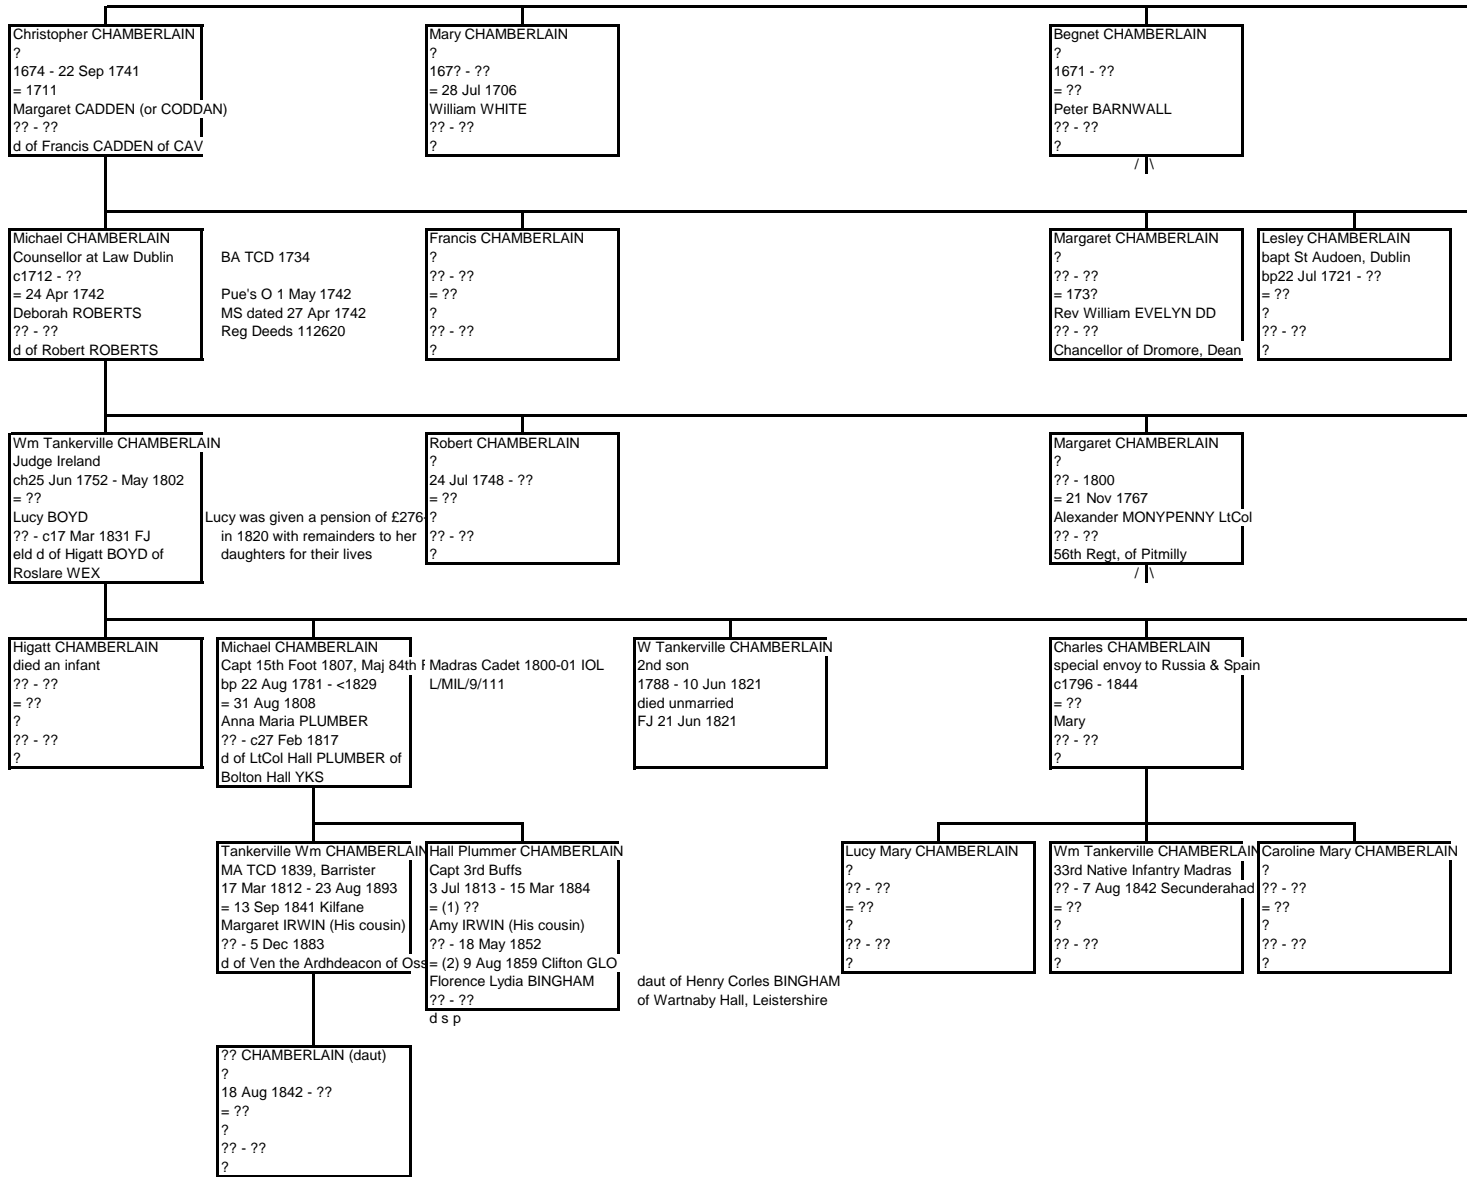 Christopher CHAMBERLAIN
?
1674 - 22 Sep 1741
= 1711
Margaret CADDEN (or CODDAN)
?? - ??
d of Francis CADDEN of CAV
Mary CHAMBERLAIN
?
167? - ??
= 28 Jul 1706
William WHITE
?? - ??
?
Begnet CHAMBERLAIN
?
1671 - ??
= ??
Peter BARNWALL
?? - ??
?
/ \
Michael CHAMBERLAIN
Counsellor at Law Dublin
c1712 - ??
= 24 Apr 1742
Deborah ROBERTS
?? - ??
d of Robert ROBERTS
BA TCD 1734
Pue's O 1 May 1742
MS dated 27 Apr 1742
Reg Deeds 112620
Francis CHAMBERLAIN
?
?? - ??
= ??
?
?? - ??
?
Margaret CHAMBERLAIN
?
?? - ??
= 173?
Rev William EVELYN DD
?? - ??
Chancellor of Dromore, Dean
Lesley CHAMBERLAIN
bapt St Audoen, Dublin
bp22 Jul 1721 - ??
= ??
?
?? - ??
?
Wm Tankerville CHAMBERLAIN
Judge Ireland
ch25 Jun 1752 - May 1802
= ??
Lucy BOYD
?? - c17 Mar 1831 FJ
eld d of Higatt BOYD of
Roslare WEX
Lucy was given a pension of £276
in 1820 with remainders to her
daughters for their lives
Robert CHAMBERLAIN
?
24 Jul 1748 - ??
= ??
?
?? - ??
?
Margaret CHAMBERLAIN
?
?? - 1800
= 21 Nov 1767
Alexander MONYPENNY LtCol
?? - ??
56th Regt, of Pitmilly
/ \
Higatt CHAMBERLAIN
died an infant
?? - ??
= ??
?
?? - ??
?
Michael CHAMBERLAIN
Capt 15th Foot 1807, Maj 84th
bp 22 Aug 1781 - <1829
= 31 Aug 1808
Anna Maria PLUMBER
?? - c27 Feb 1817
d of LtCol Hall PLUMBER of
Bolton Hall YKS
Madras Cadet 1800-01 IOL
L/MIL/9/111
W Tankerville CHAMBERLAIN
2nd son
1788 - 10 Jun 1821
died unmarried
FJ 21 Jun 1821
Charles CHAMBERLAIN
special envoy to Russia & Spain
c1796 - 1844
= ??
Mary
?? - ??
?
Tankerville Wm CHAMBERLAIN
MA TCD 1839, Barrister
17 Mar 1812 - 23 Aug 1893
= 13 Sep 1841 Kilfane
Margaret IRWIN (His cousin)
?? - 5 Dec 1883
d of Ven the Ardhdeacon of Oss
Hall Plummer CHAMBERLAIN
Capt 3rd Buffs
3 Jul 1813 - 15 Mar 1884
= (1) ??
Amy IRWIN (His cousin)
?? - 18 May 1852
= (2) 9 Aug 1859 Clifton GLO
Florence Lydia BINGHAM
?? - ??
d s p
daut of Henry Corles BINGHAM
of Wartnaby Hall, Leistershire
Lucy Mary CHAMBERLAIN
?
?? - ??
= ??
?
?? - ??
?
Wm Tankerville CHAMBERLAIN
33rd Native Infantry Madras
?? - 7 Aug 1842 Secunderahad
= ??
?
?? - ??
?
Caroline Mary CHAMBERLAIN
?
?? - ??
= ??
?
?? - ??
?
?? CHAMBERLAIN (daut)
?
18 Aug 1842 - ??
= ??
?
?? - ??
?